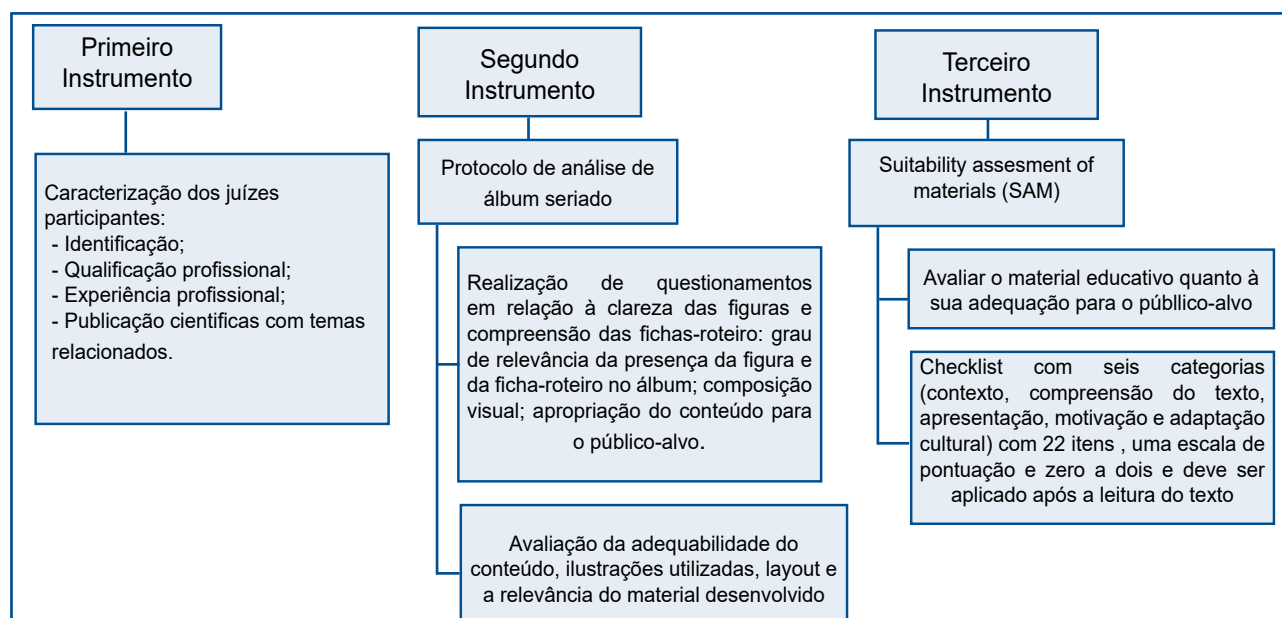 Primeiro
Instrumento
Caracterização dos juízes
participantes:
- Identificação;
- Qualificação profissional;
- Experiência profissional;
- Publicação cientificas com temas
relacionados.
Segundo
Instrumento
Protocolo de análise de
álbum seriado
Realização de questionamentos
em relação à clareza das figuras e
compreensão das fichas-roteiro: grau
de relevância da presença da figura e
da ficha-roteiro no álbum; composição
visual; apropriação do conteúdo para
o público-alvo.
Avaliação da adequabilidade do
conteúdo, ilustrações utilizadas, layout e
a relevância do material desenvolvido
Terceiro
Instrumento
Suitability assesment of
materials (SAM)
Avaliar o material educativo quanto à
sua adequação para o públlico-alvo
Checklist com seis categorias
(contexto, compreensão do texto,
apresentação, motivação e adaptação
cultural) com 22 itens , uma escala de
pontuação e zero a dois e deve ser
aplicado após a leitura do texto